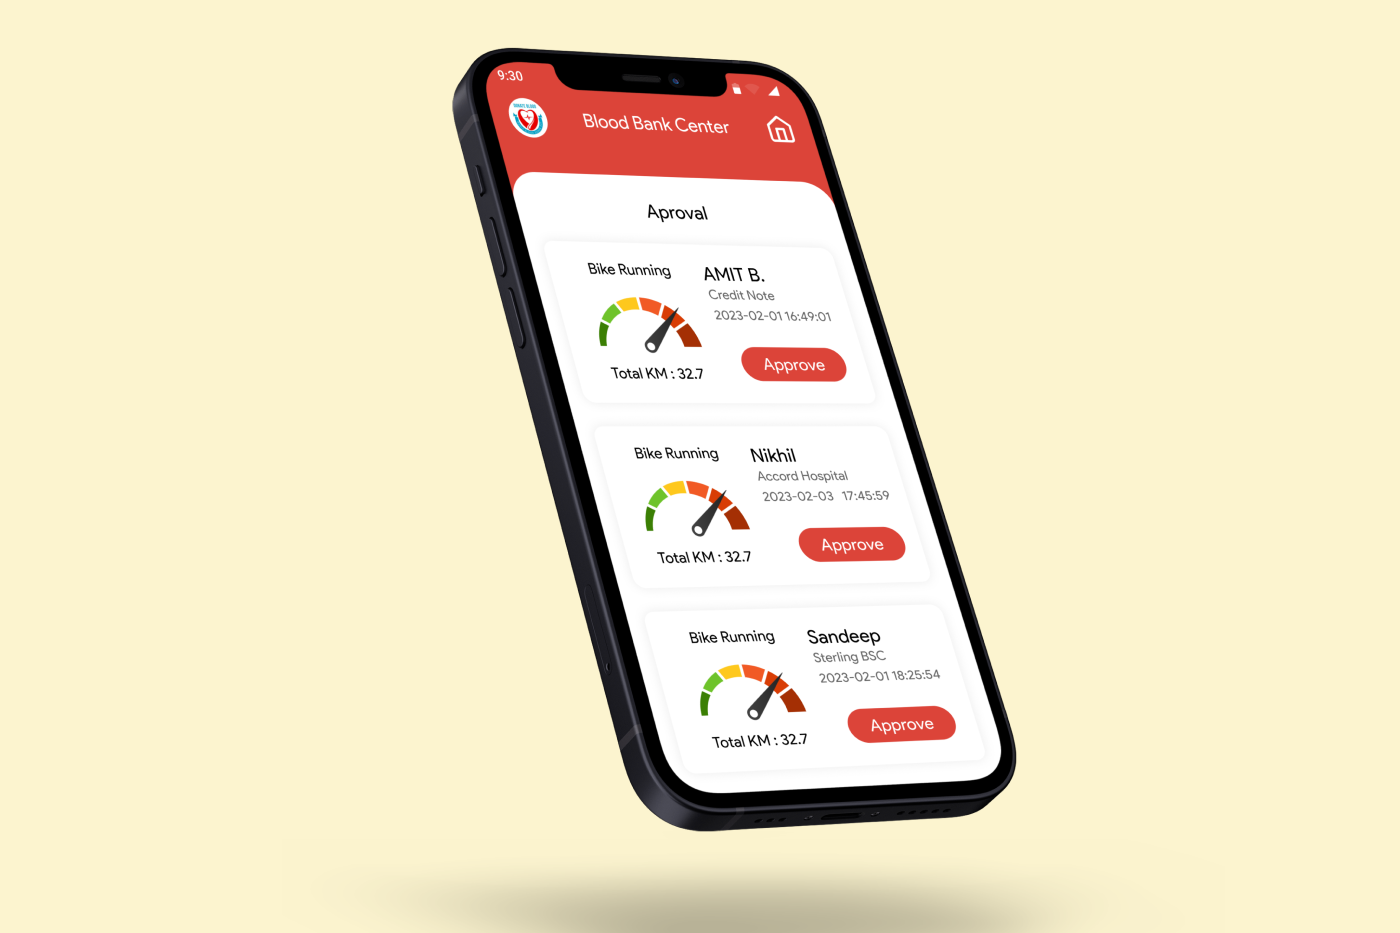 9:30
DONATE BLOOD
Blood Bank Center
Aproval
Bike Running
AMIT B.
Credit Note
2023-02-01 16:49:01
Approve
Total KM : 32.7
Bike Running
Nikhil
Accord Hospital
2023-02-03 17:45:59
Approve
Total KM : 32.7
Bike Running
Sandeep
Sterling BSC
2023-02-01 18:25:54
Approve
Total KM : 32.7